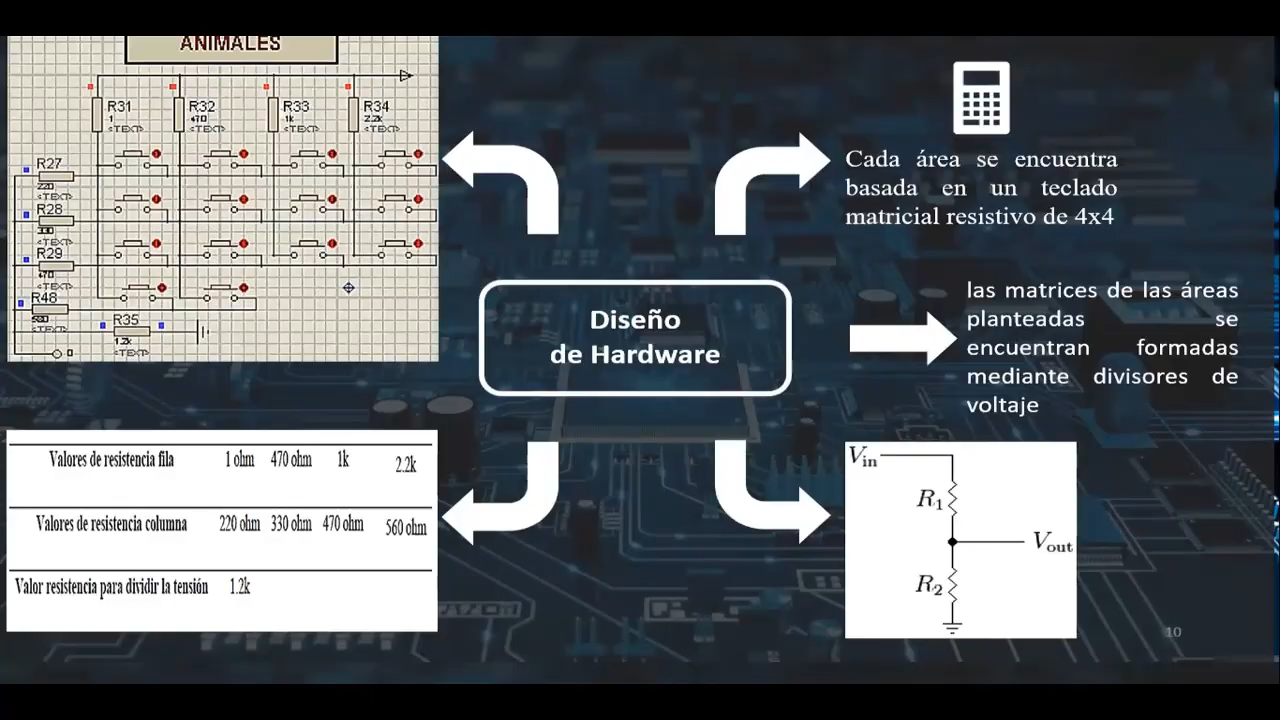 ANIMALES
R31
1
<TEXT>
R32
470
<TEXT>
R33
1k
<TEXT>
R34
2.2k
<TEXT>
R27
220
<TEXT>
R28
330
<TEXT>
R29
470
<TEXT>
R48
560
<TEXT>
R35
1.2k
<TEXT>
Cada área se encuentra
basada en un teclado
matricial resistivo de 4x4
Diseño
de Hardware
las matrices de las áreas
planteadas se
encuentran formadas
mediante divisores de
voltaje
Valores de resistencia fila 1 ohm 470 ohm 1k 2.2k
Valores de resistencia columna 220 ohm 330 ohm 470 ohm 560 ohm
Valor resistencia para dividir la tensión 1.2k
Vin
R1
Vout
R2
10